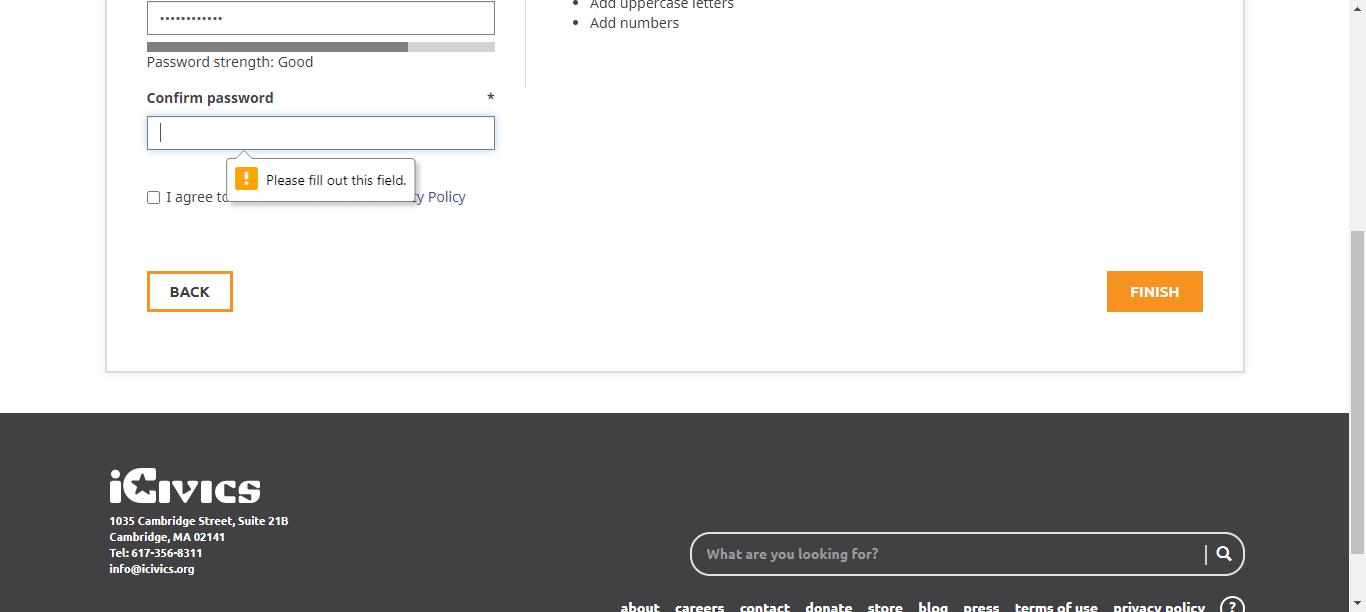 Add uppercase letters
••••••••••••
Add numbers
Password strength: Good
Confirm password *
Please fill out this field.
I agree to cy Policy
BACK
FINISH
iCivics
1035 Cambridge Street, Suite 21B
Cambridge, MA 02141
Tel: 617-356-8311
info@icivics.org
What are you looking for?
about careers contact donate store blog press terms of use privacy policy ?